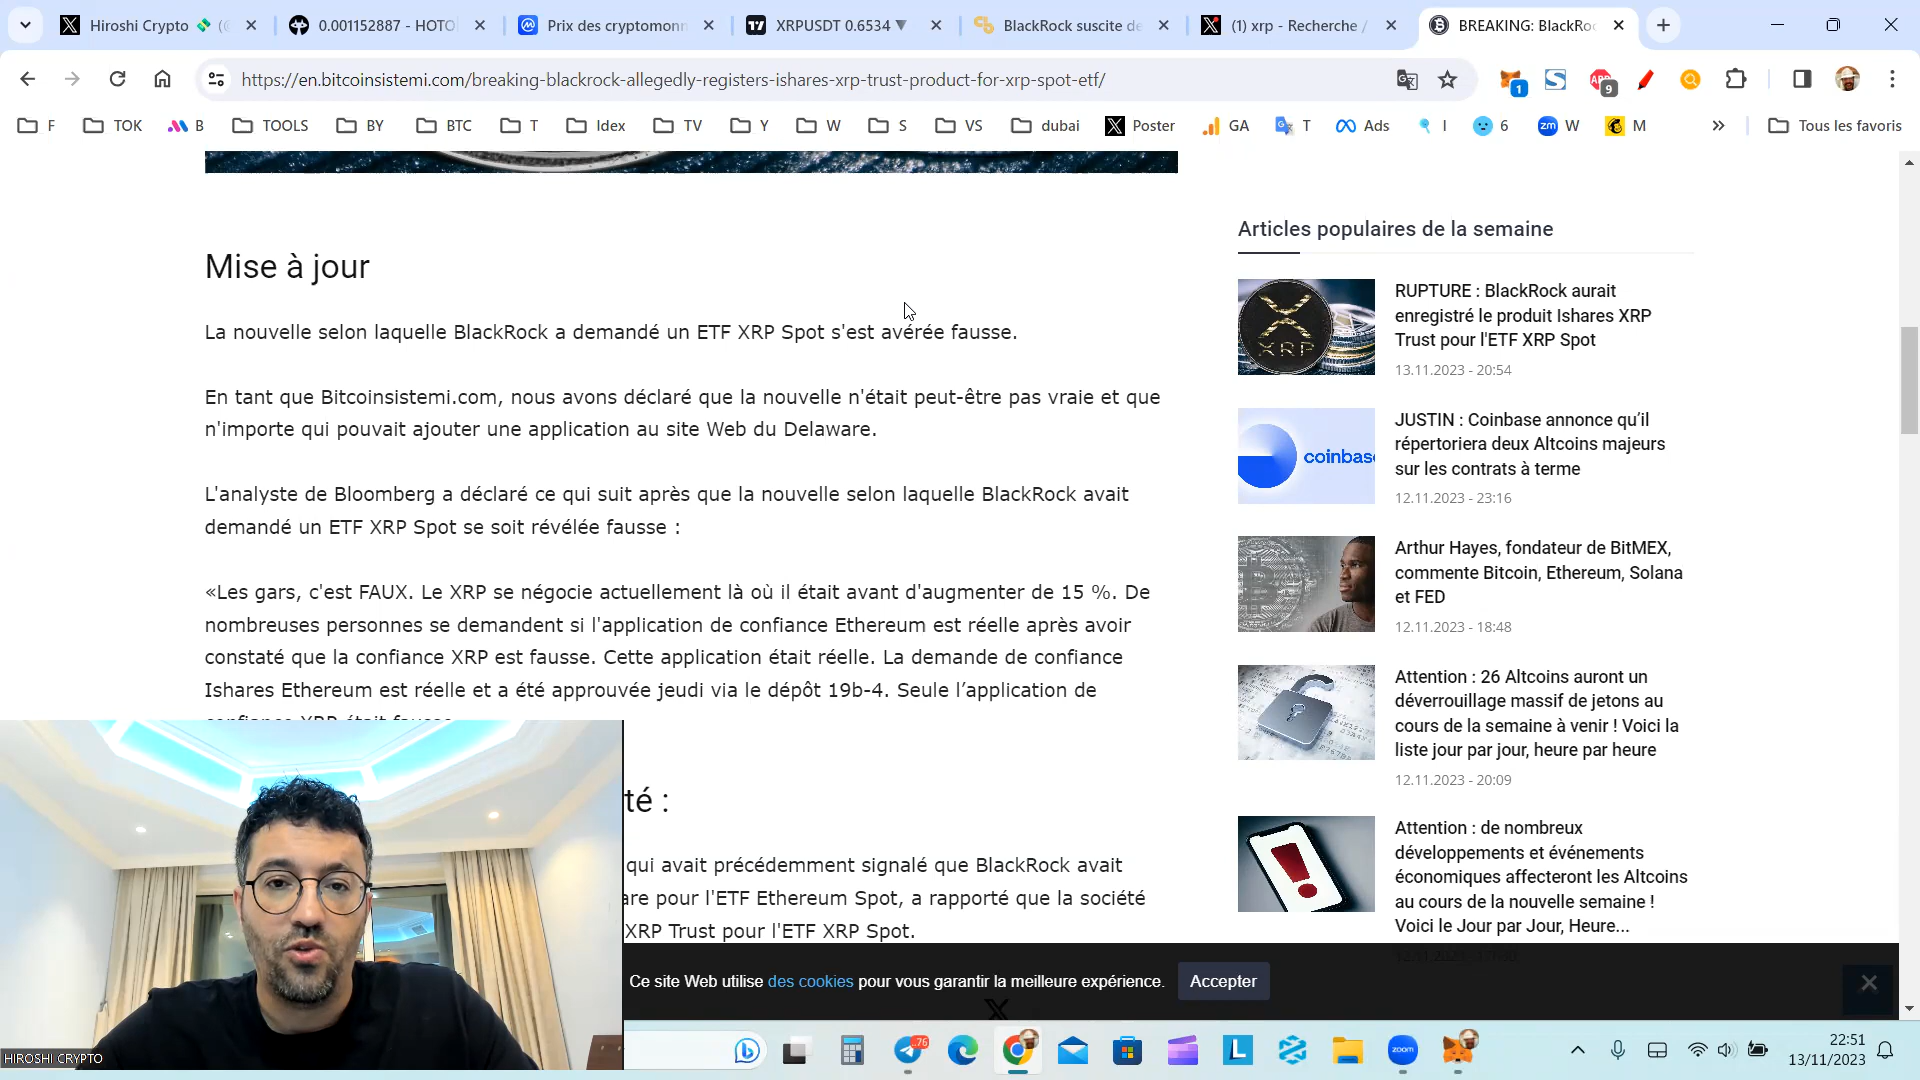 Hiroshi Crypto
0.001152887 - HOTO
Prix des cryptomonn
XRPUSDT 0.6534 ▼
BlackRock suscite de
(1) xrp - Recherche /
BREAKING: BlackRo
https://en.bitcoinsistemi.com/breaking-blackrock-allegedly-registers-ishares-xrp-trust-product-for-xrp-spot-etf/
1
9
F
TOK
B
TOOLS
BY
BTC
T
Idex
TV
Y
W
S
VS
dubai
Poster
GA
T
Ads
I
6
zm
W
M
»
Tous les favoris
Mise à jour
La nouvelle selon laquelle BlackRock a demandé un ETF XRP Spot s'est avérée fausse.
En tant que Bitcoinsistemi.com, nous avons déclaré que la nouvelle n'était peut-être pas vraie et que
n'importe qui pouvait ajouter une application au site Web du Delaware.
L'analyste de Bloomberg a déclaré ce qui suit après que la nouvelle selon laquelle BlackRock avait
demandé un ETF XRP Spot se soit révélée fausse :
«Les gars, c'est FAUX. Le XRP se négocie actuellement là où il était avant d'augmenter de 15 %. De
nombreuses personnes se demandent si l'application de confiance Ethereum est réelle après avoir
constaté que la confiance XRP est fausse. Cette application était réelle. La demande de confiance
Ishares Ethereum est réelle et a été approuvée jeudi via le dépôt 19b-4. Seule l’application de
confiance XRP était fausse
té :
qui avait précédemment signalé que BlackRock avait
are pour l'ETF Ethereum Spot, a rapporté que la société
XRP Trust pour l'ETF XRP Spot.
Articles populaires de la semaine
XRP
RUPTURE : BlackRock aurait
enregistré le produit Ishares XRP
Trust pour l'ETF XRP Spot
13.11.2023 - 20:54
coinbase
JUSTIN : Coinbase annonce qu’il
répertoriera deux Altcoins majeurs
sur les contrats à terme
12.11.2023 - 23:16
Arthur Hayes, fondateur de BitMEX,
commente Bitcoin, Ethereum, Solana
et FED
12.11.2023 - 18:48
Attention : 26 Altcoins auront un
déverrouillage massif de jetons au
cours de la semaine à venir ! Voici la
liste jour par jour, heure par heure
12.11.2023 - 20:09
Attention : de nombreux
développements et événements
économiques affecteront les Altcoins
au cours de la nouvelle semaine !
Voici le Jour par Jour, Heure...
Ce site Web utilise des cookies pour vous garantir la meilleure expérience.
Accepter
HIROSHI CRYPTO
..76
L
zoom
22:51
13/11/2023